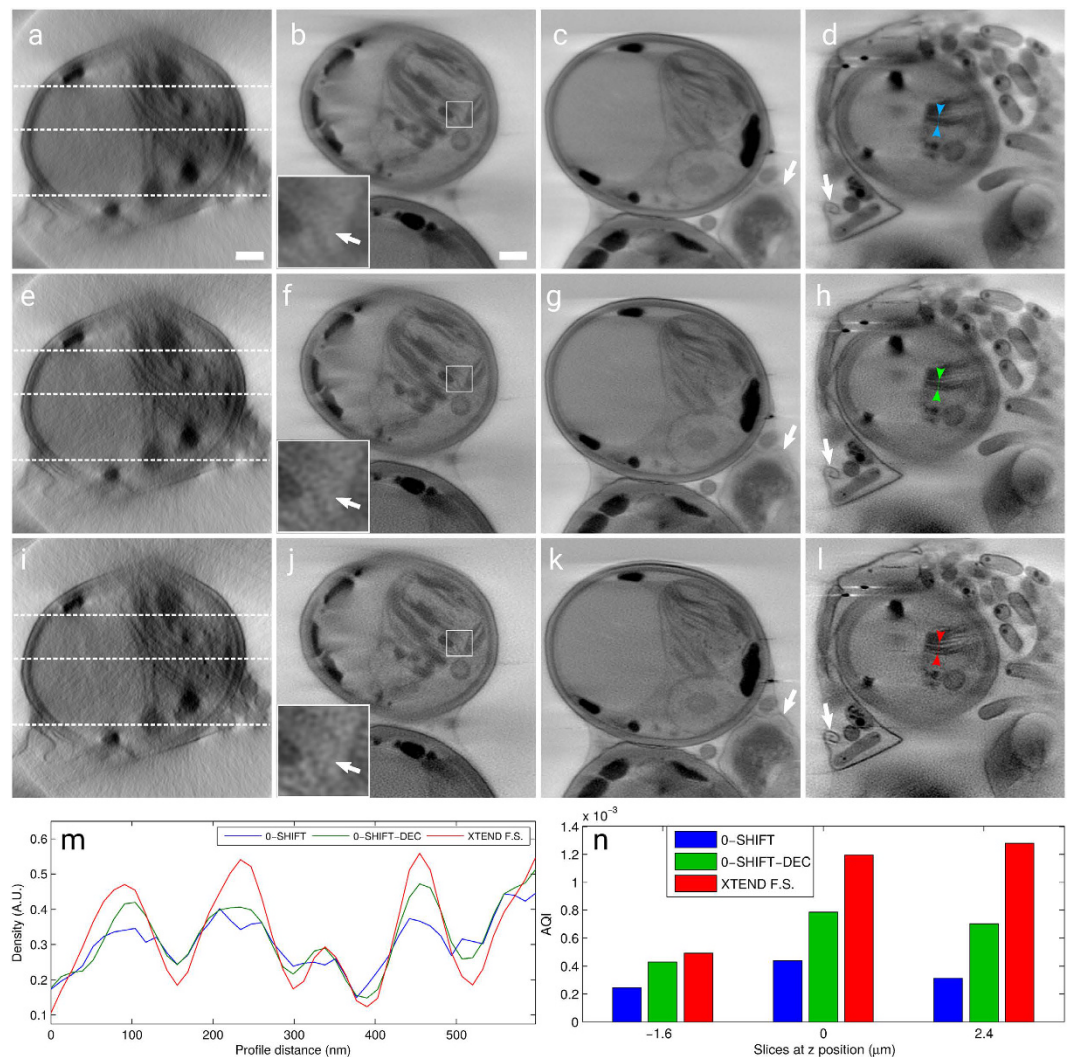 a b c d
e f g h
i j k l
m
0-SHIFT 0-SHIFT-DEC XTEND F.S.
Density (A.U.)
0.6
0.5
0.4
0.3
0.2
0.1
0 100 200 300 400 500
Profile distance (nm)
n
x 10⁻³
0-SHIFT
0-SHIFT-DEC
XTEND F.S.
AQI
1.4
1.2
1
0.8
0.6
0.4
0.2
0
-1.6 0 2.4
Slices at z position (μm)